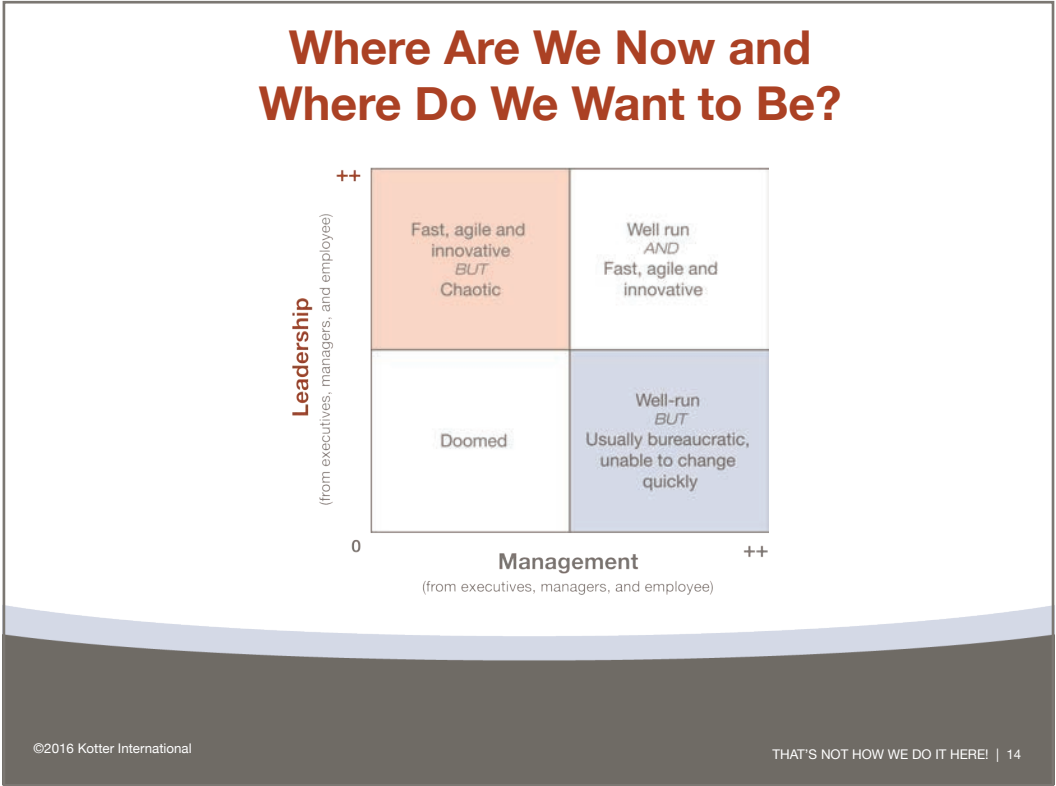 Where Are We Now and
Where Do We Want to Be?
++
Leadership
(from executives, managers, and employee)
Fast, agile and
innovative
BUT
Chaotic
Well run
AND
Fast, agile and
innovative
Doomed
Well-run
BUT
Usually bureaucratic,
unable to change
quickly
0
Management
++
(from executives, managers, and employee)
©2016 Kotter International
THAT'S NOT HOW WE DO IT HERE! | 14